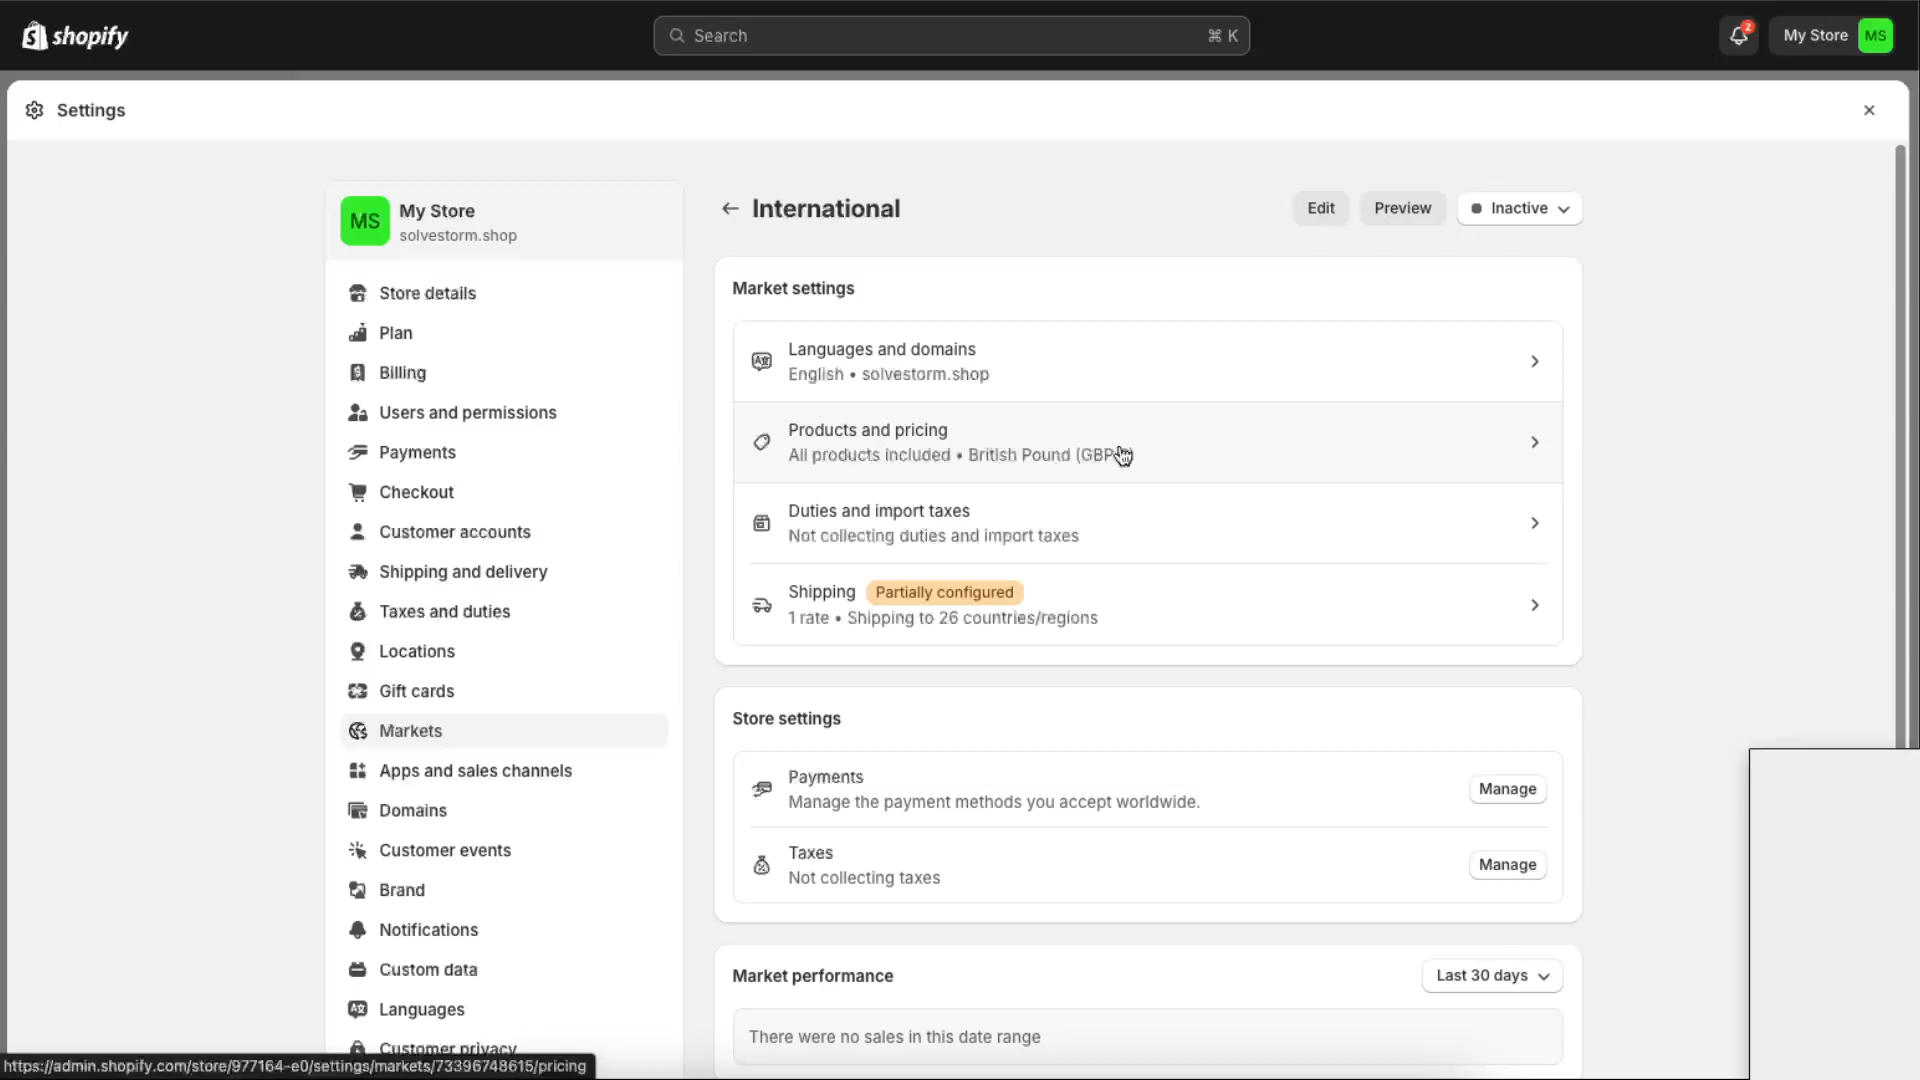 shopify
Search
⌘ K
2
My Store
MS
Settings
MS
My Store
solvestorm.shop
Store details
Plan
Billing
Users and permissions
Payments
Checkout
Customer accounts
Shipping and delivery
Taxes and duties
Locations
Gift cards
Markets
Apps and sales channels
Domains
Customer events
Brand
Notifications
Custom data
Languages
Customer privacy
International
Edit
Preview
Inactive
Market settings
Languages and domains
English • solvestorm.shop
Products and pricing
All products included • British Pound (GBP
Duties and import taxes
Not collecting duties and import taxes
Shipping
Partially configured
1 rate • Shipping to 26 countries/regions
Store settings
Payments
Manage the payment methods you accept worldwide.
Manage
Taxes
Not collecting taxes
Manage
Market performance
Last 30 days
There were no sales in this date range
https://admin.shopify.com/store/977164-e0/settings/markets/73396748615/pricing